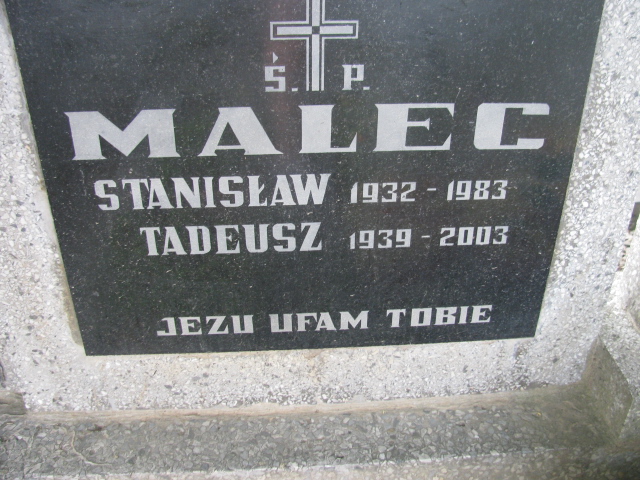 Ś. P.
MALEC
STANISŁAW 1932 - 1983
TADEUSZ 1939 - 2003
JEZU UFAM TOBIE